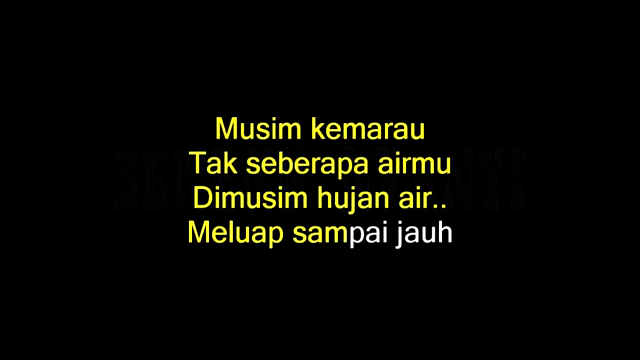 Musim kemarau
Tak seberapa airmu
Dimusim hujan air..
Meluap sampai jauh